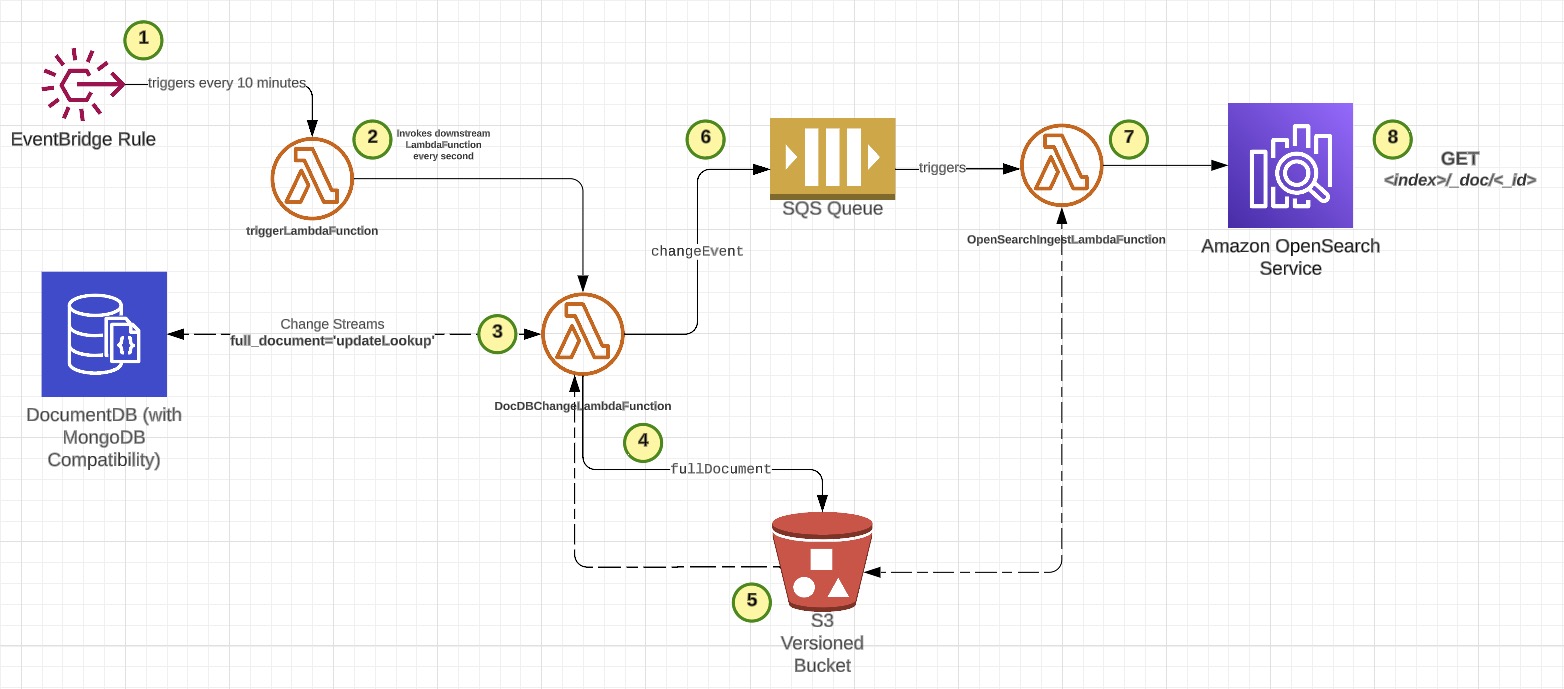 1
triggers every 10 minutes
EventBridge Rule
2
Invokes downstream
LambdaFunction
every second
triggerLambdaFunction
6
SQS Queue
triggers
7
OpenSearchIngestLambdaFunction
8
GET
<index>/_doc/<_id>
Amazon OpenSearch
Service
changeEvent
Change Streams
full_document='updateLookup'
3
DocDBChangeLambdaFunction
DocumentDB (with
MongoDB
Compatibility)
4
fullDocument
5
S3
Versioned
Bucket